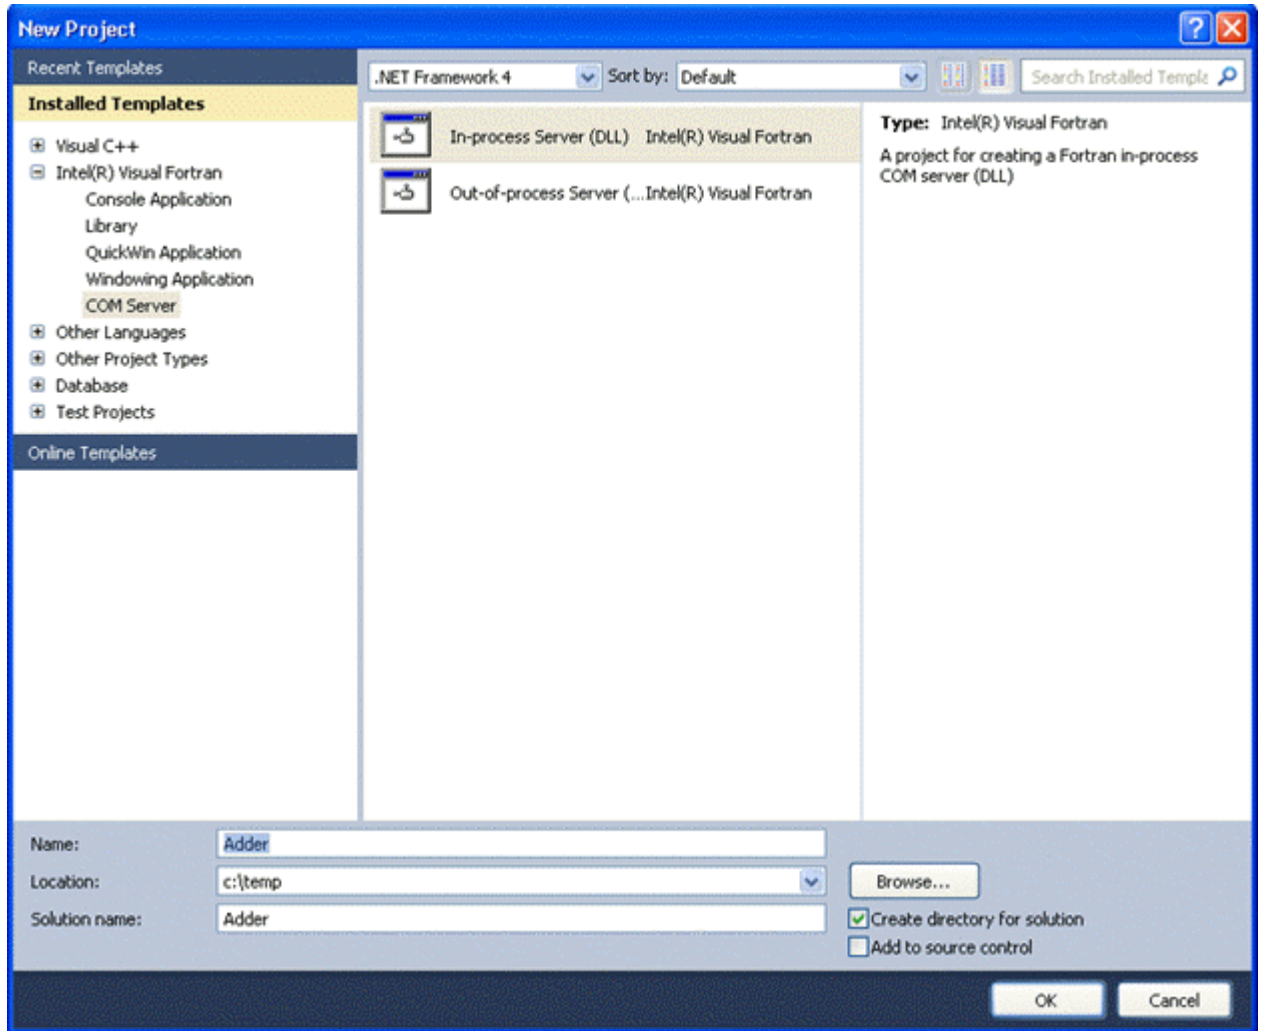 New Project
Recent Templates
Installed Templates
Visual C++
Intel(R) Visual Fortran
Console Application
Library
QuickWin Application
Windowing Application
COM Server
Other Languages
Other Project Types
Database
Test Projects
Online Templates
.NET Framework 4 Sort by: Default
Search Installed Templa
In-process Server (DLL) Intel(R) Visual Fortran
Out-of-process Server (...Intel(R) Visual Fortran
Type: Intel(R) Visual Fortran
A project for creating a Fortran in-process
COM server (DLL)
Name: Adder
Location: c:\temp
Browse...
Solution name: Adder
Create directory for solution
Add to source control
OK Cancel